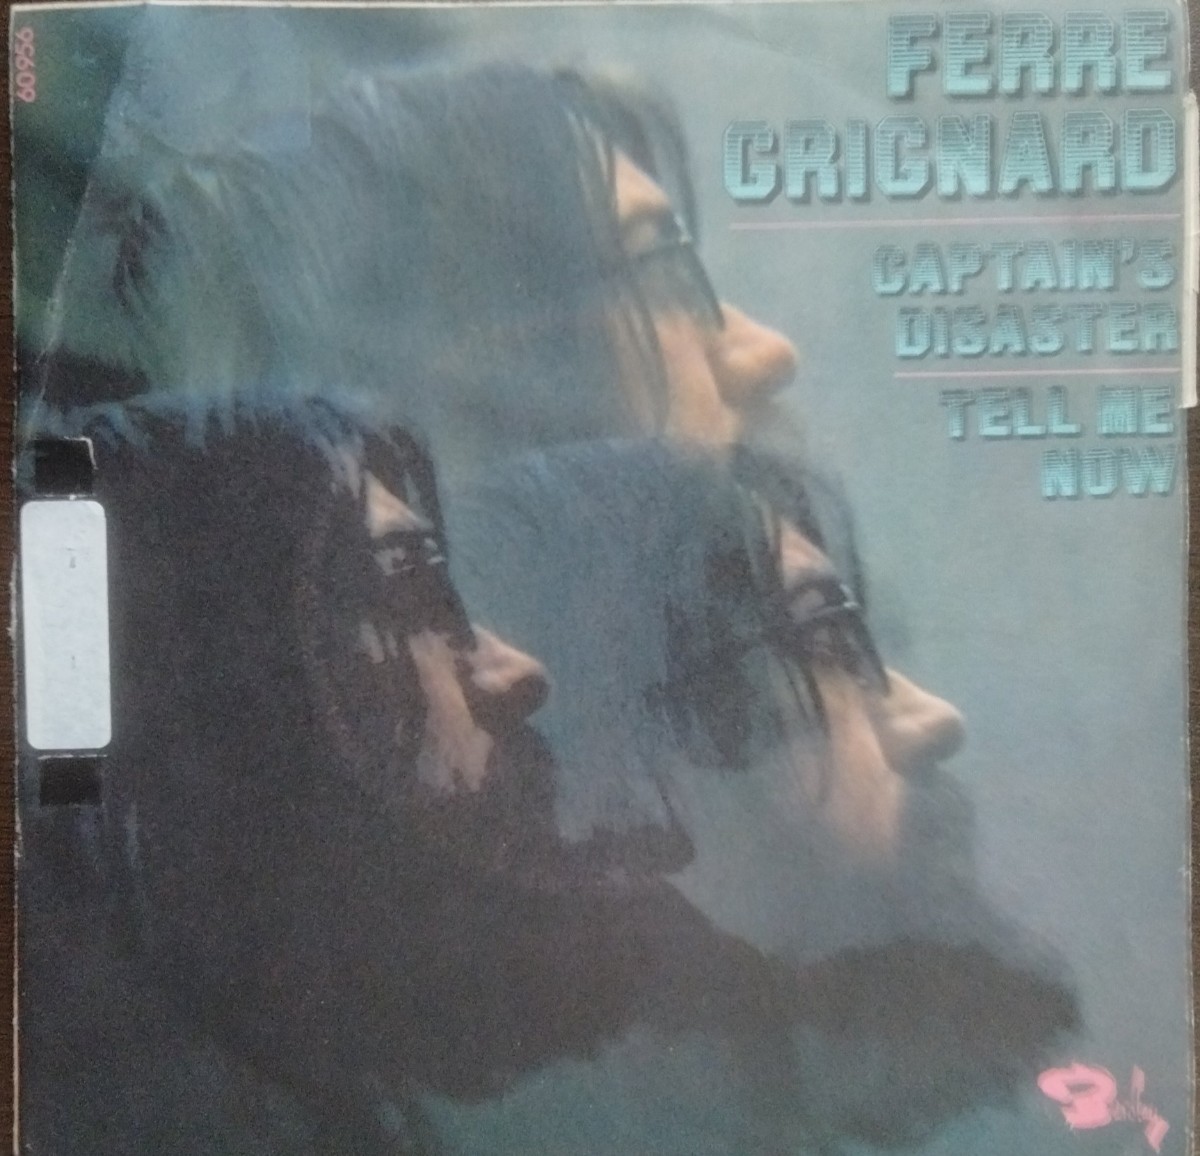 60956
FERRE
GRIGNARD
CAPTAIN'S
DISASTER
TELL ME
NOW
Barclay